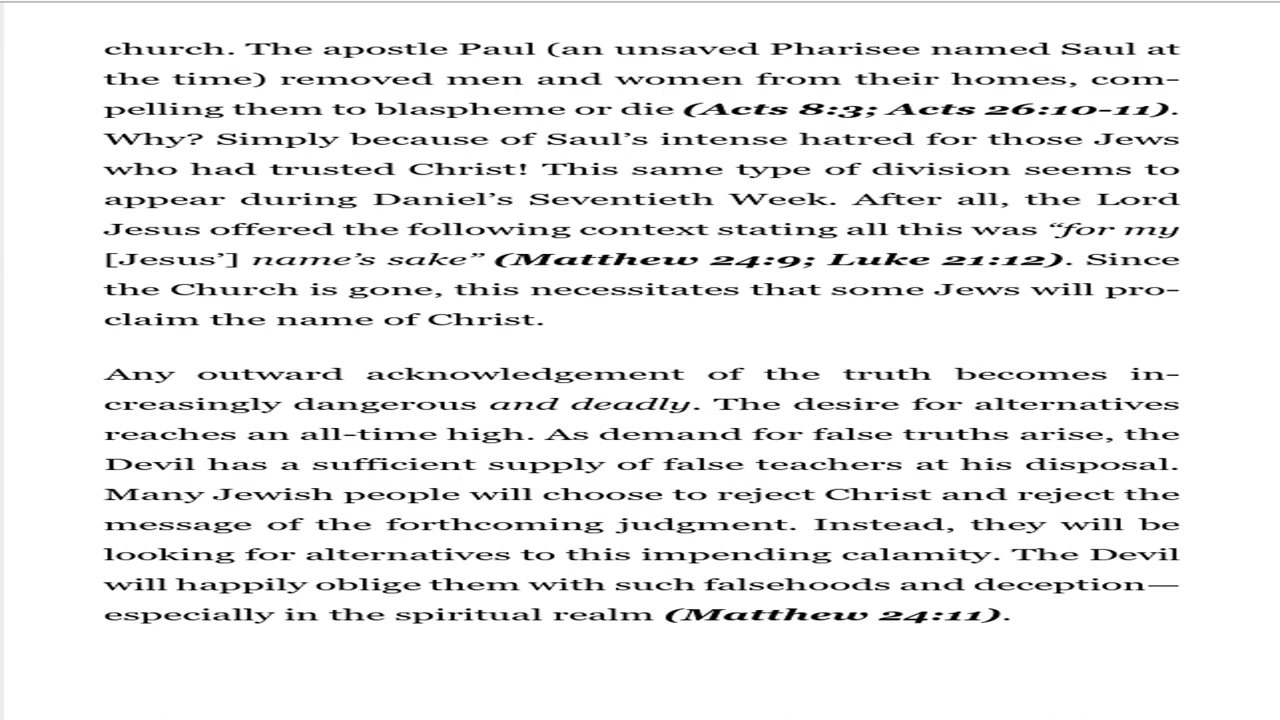 church. The apostle Paul (an unsaved Pharisee named Saul at
the time) removed men and women from their homes, com-
pelling them to blaspheme or die (Acts 8:3; Acts 26:10-11).
Why? Simply because of Saul’s intense hatred for those Jews
who had trusted Christ! This same type of division seems to
appear during Daniel’s Seventieth Week. After all, the Lord
Jesus offered the following context stating all this was “for my
[Jesus’] name’s sake” (Matthew 24:9; Luke 21:12). Since
the Church is gone, this necessitates that some Jews will pro-
claim the name of Christ.
Any outward acknowledgement of the truth becomes in-
creasingly dangerous and deadly. The desire for alternatives
reaches an all-time high. As demand for false truths arise, the
Devil has a sufficient supply of false teachers at his disposal.
Many Jewish people will choose to reject Christ and reject the
message of the forthcoming judgment. Instead, they will be
looking for alternatives to this impending calamity. The Devil
will happily oblige them with such falsehoods and deception—
especially in the spiritual realm (Matthew 24:11).